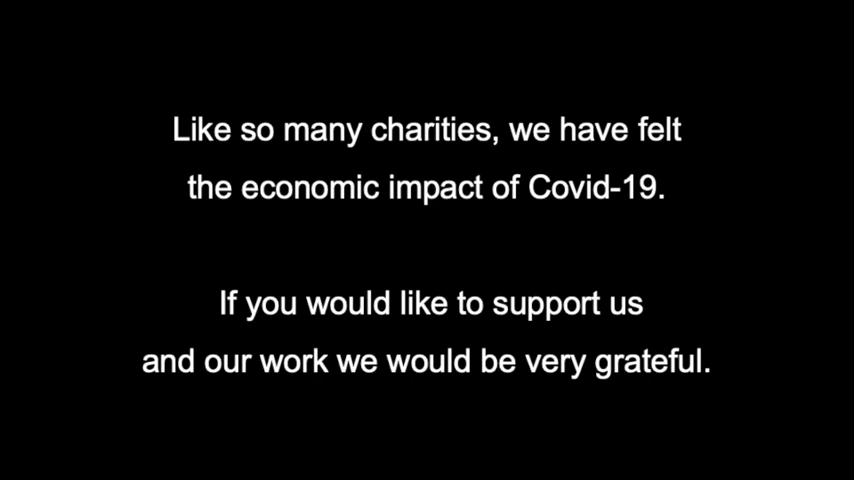 Like so many charities, we have felt
the economic impact of Covid-19.
If you would like to support us
and our work we would be very grateful.